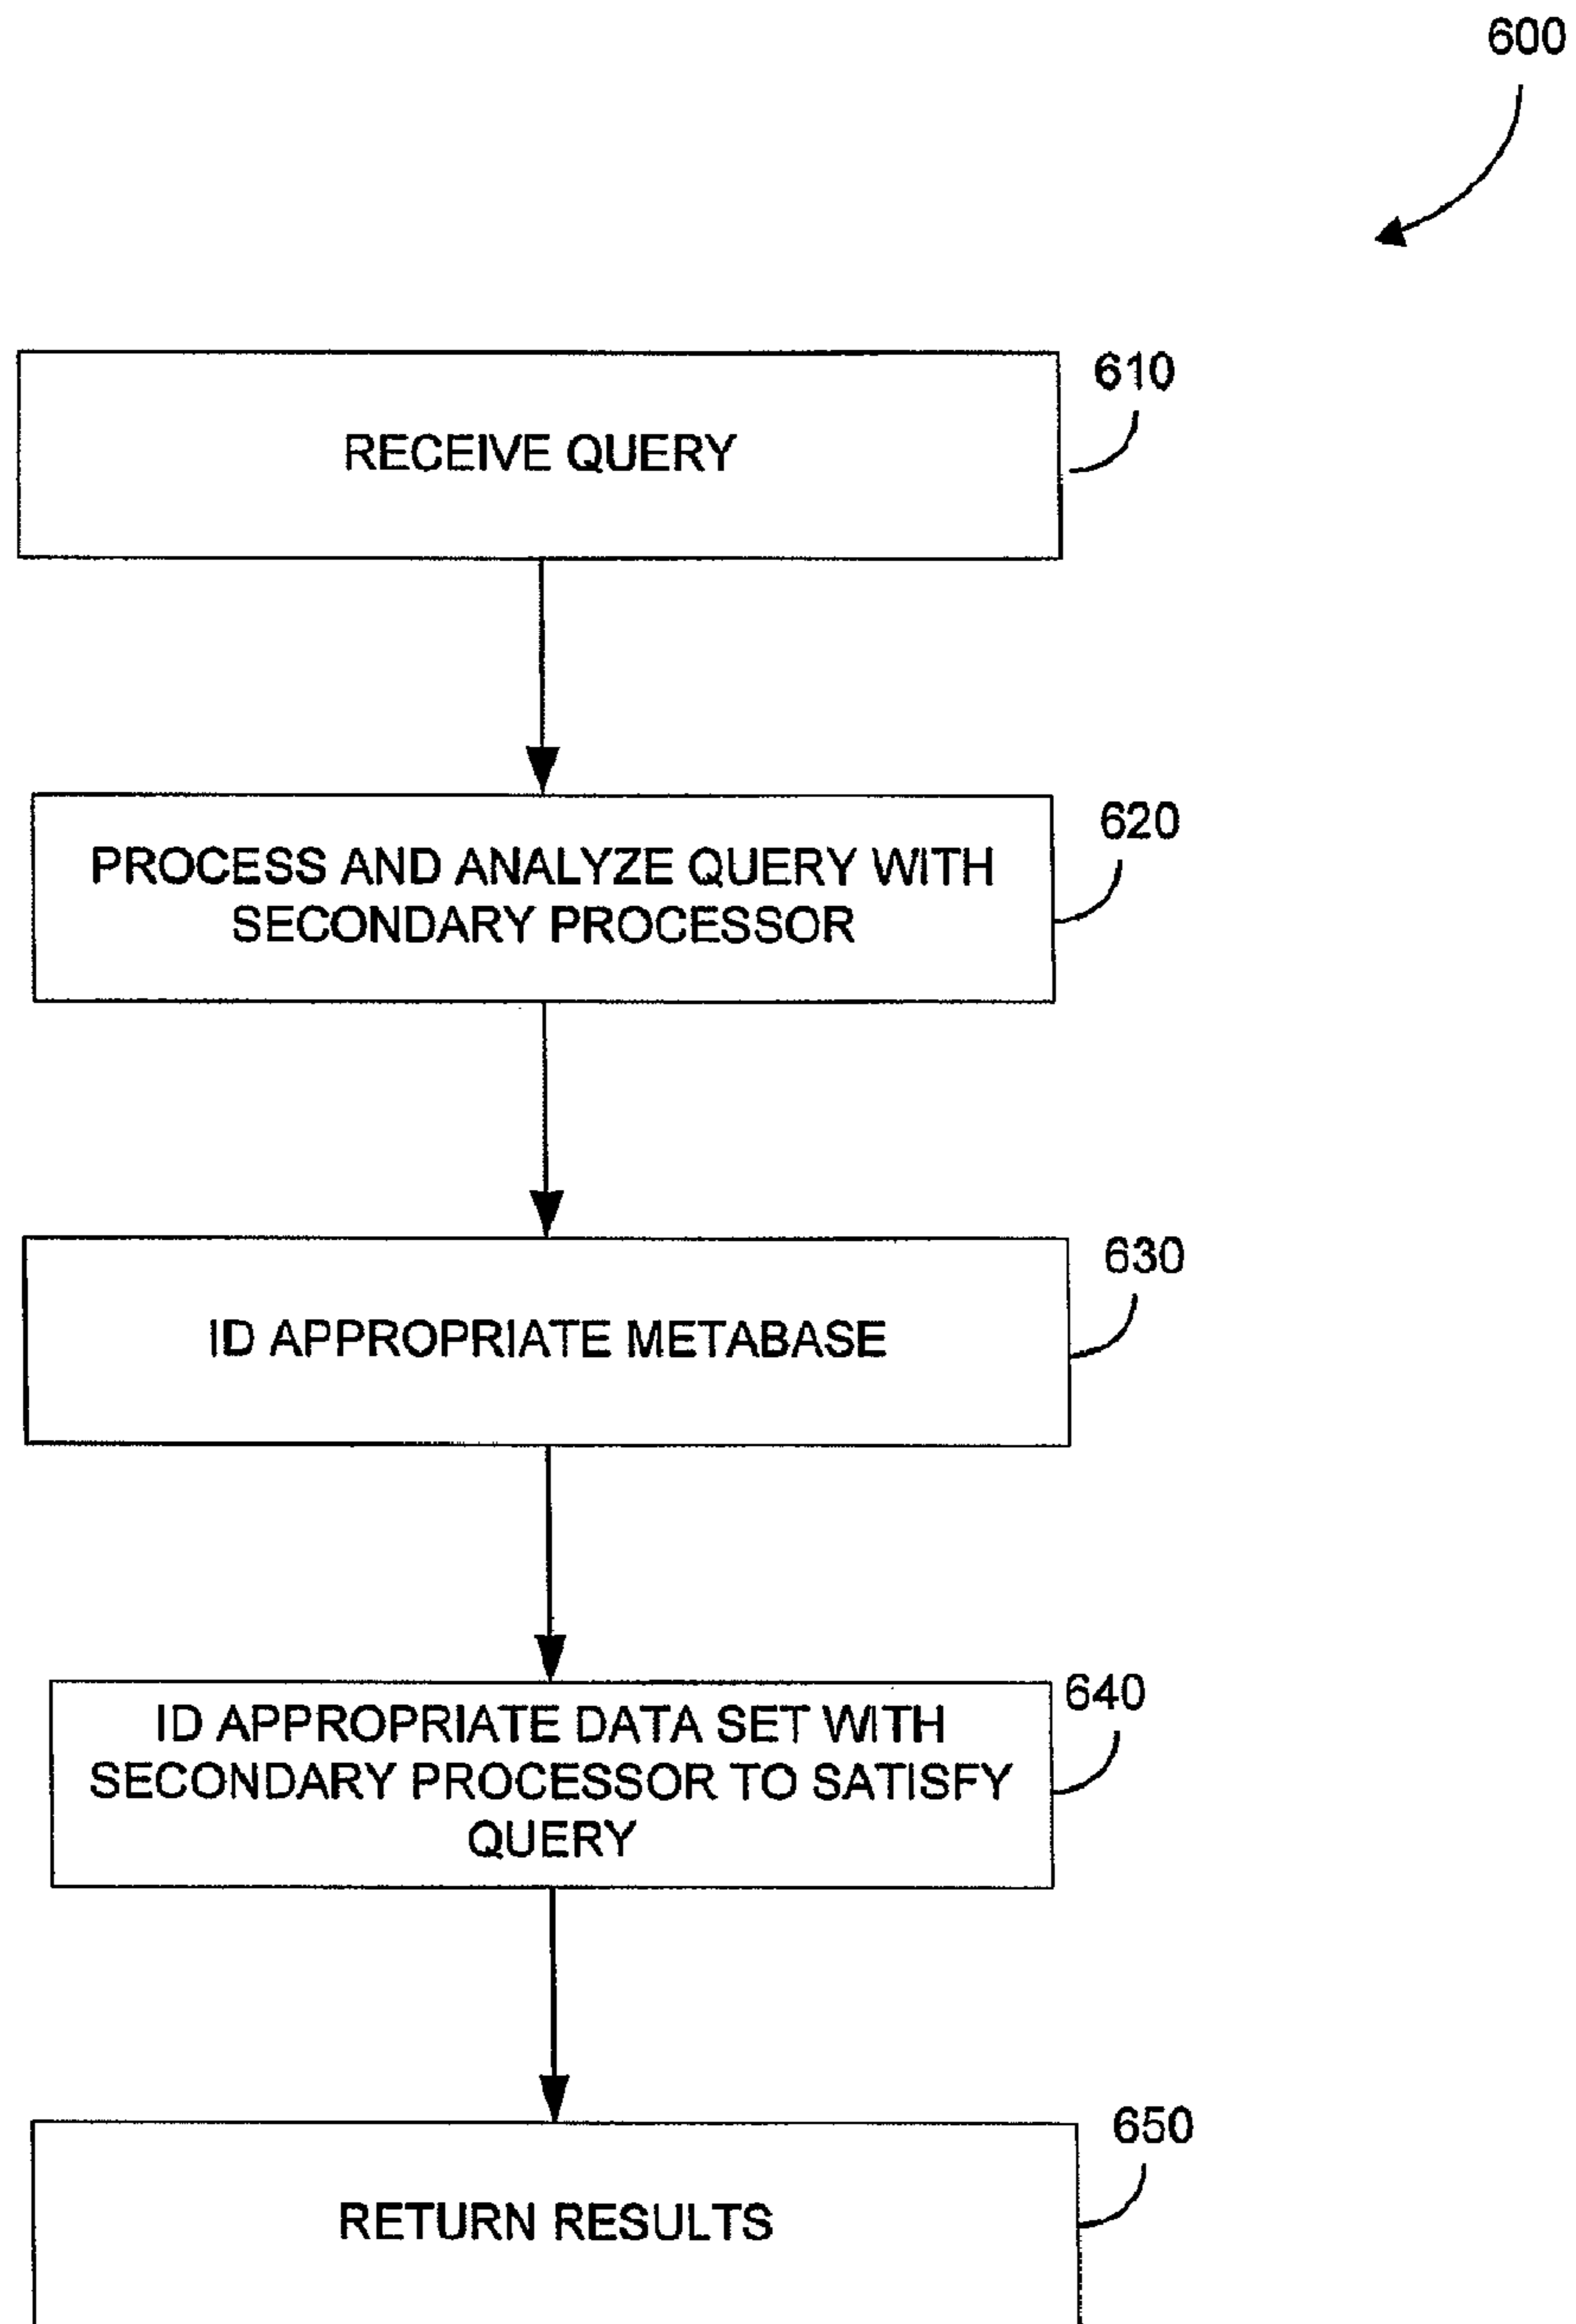 600
610
RECEIVE QUERY
620
PROCESS AND ANALYZE QUERY WITH
SECONDARY PROCESSOR
630
ID APPROPRIATE METABASE
640
ID APPROPRIATE DATA SET WITH
SECONDARY PROCESSOR TO SATISFY
QUERY
650
RETURN RESULTS